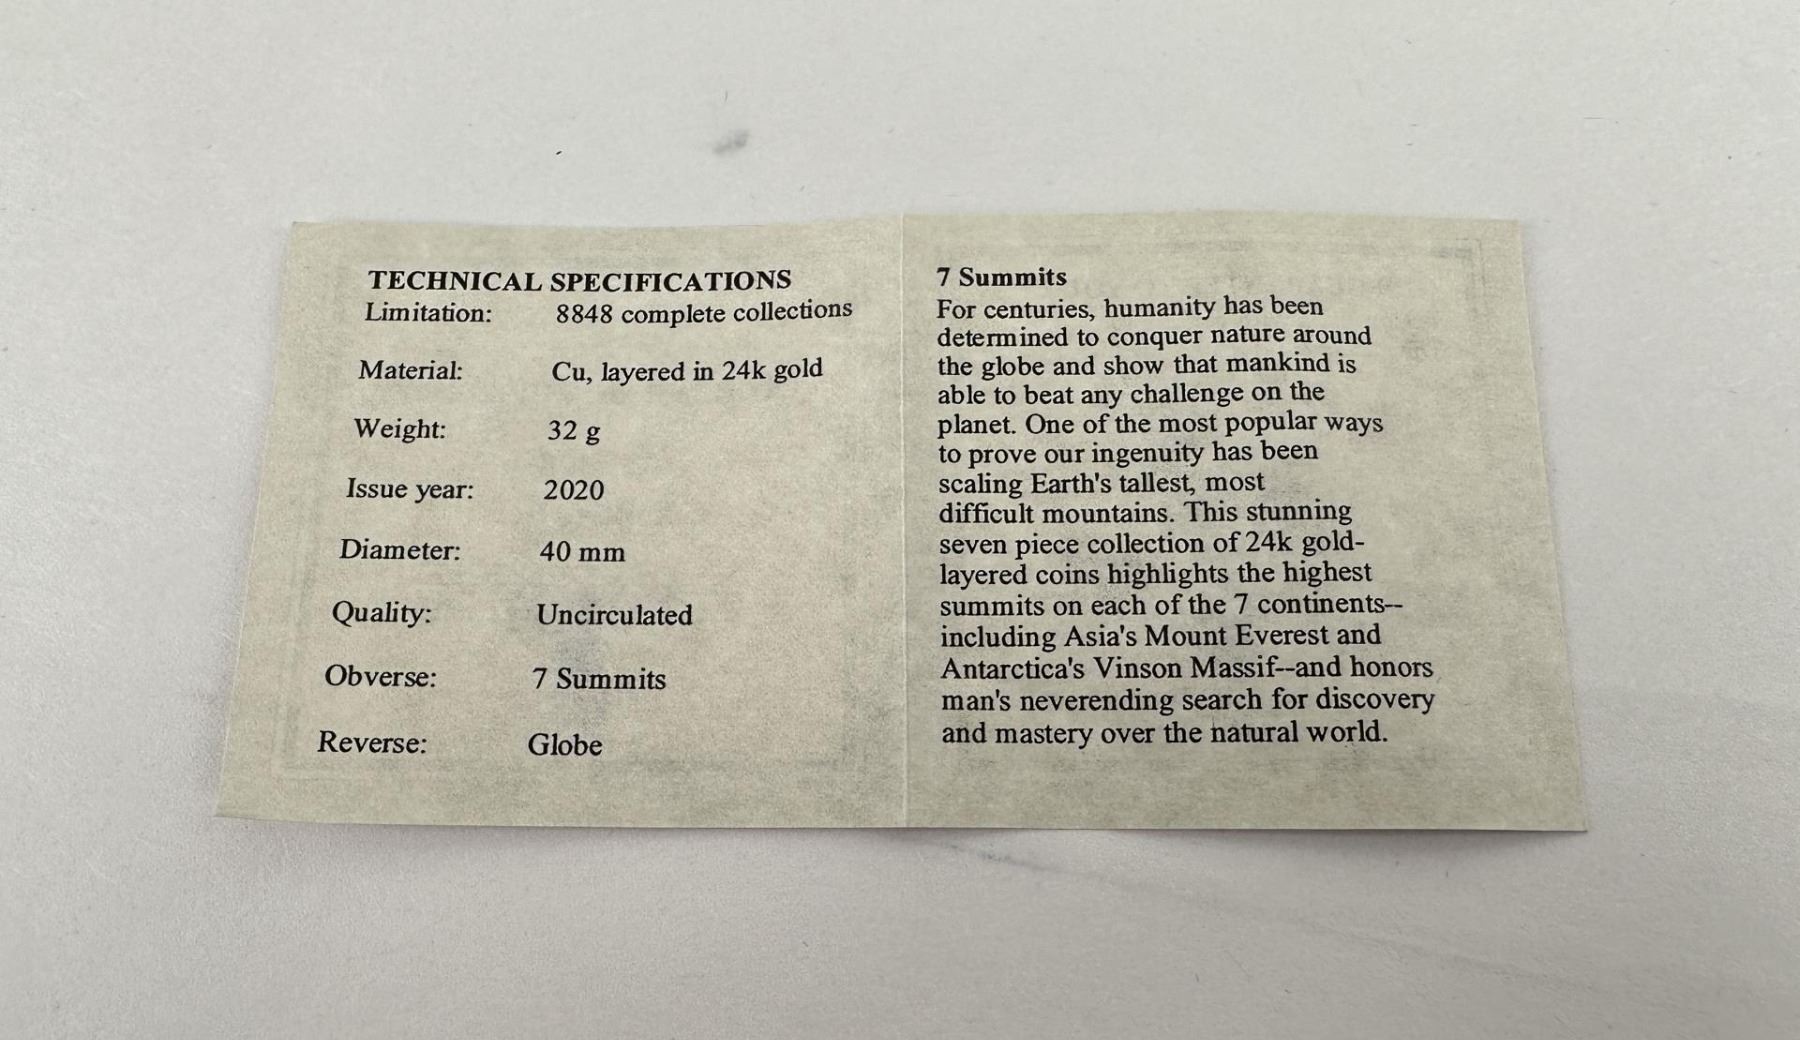 TECHNICAL SPECIFICATIONS
Limitation: 8848 complete collections
Material: Cu, layered in 24k gold
Weight: 32 g
Issue year: 2020
Diameter: 40 mm
Quality: Uncirculated
Obverse: 7 Summits
Reverse: Globe
7 Summits
For centuries, humanity has been
determined to conquer nature around
the globe and show that mankind is
able to beat any challenge on the
planet. One of the most popular ways
to prove our ingenuity has been
scaling Earth's tallest, most
difficult mountains. This stunning
seven piece collection of 24k gold-
layered coins highlights the highest
summits on each of the 7 continents--
including Asia's Mount Everest and
Antarctica's Vinson Massif--and honors
man's neverending search for discovery
and mastery over the natural world.